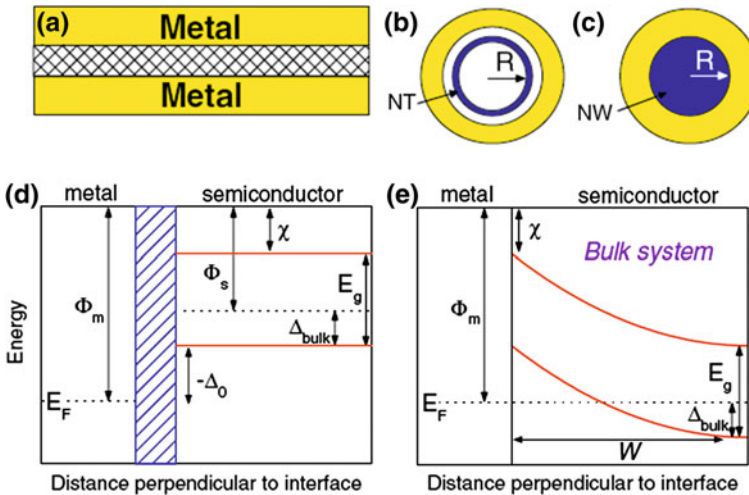 (a)
Metal
Metal
(b)
R
NT
(c)
R
NW
(d)
metal semiconductor
χ
Φs
Φm
Eg
Δbulk
-Δ0
EF
Energy
Distance perpendicular to interface
(e)
metal semiconductor
χ
Bulk system
Φm
Eg
EF
Δbulk
W
Distance perpendicular to interface